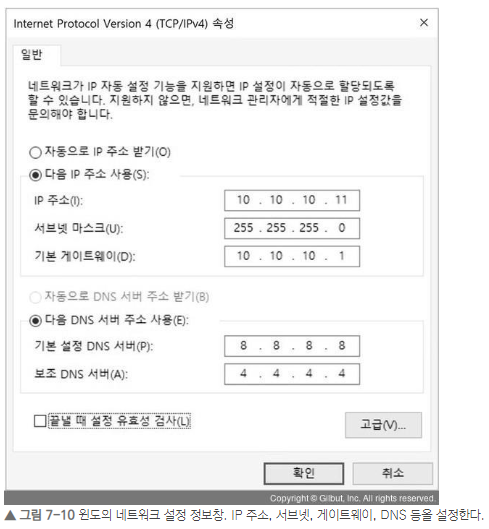 Internet Protocol Version 4 (TCP/IPv4) 속성
일반
네트워크가 IP 자동 설정 기능을 지원하면 IP 설정이 자동으로 할당되도록
할 수 있습니다. 지원하지 않으면, 네트워크 관리자에게 적절한 IP 설정값을
문의해야 합니다.
자동으로 IP 주소 받기(O)
다음 IP 주소 사용(S):
IP 주소(I): 10 . 10 . 10 . 11
서브넷 마스크(U): 255 . 255 . 255 . 0
기본 게이트웨이(D): 10 . 10 . 10 . 1
자동으로 DNS 서버 주소 받기(B)
다음 DNS 서버 주소 사용(E):
기본 설정 DNS 서버(P): 8 . 8 . 8 . 8
보조 DNS 서버(A): 4 . 4 . 4 . 4
끝낼 때 설정 유효성 검사(L)
고급(V)...
확인 취소
Copyright © Gilbut, Inc. All rights reserved.
▲ 그림 7-10 윈도의 네트워크 설정 정보창. IP 주소, 서브넷, 게이트웨이, DNS 등을 설정한다.